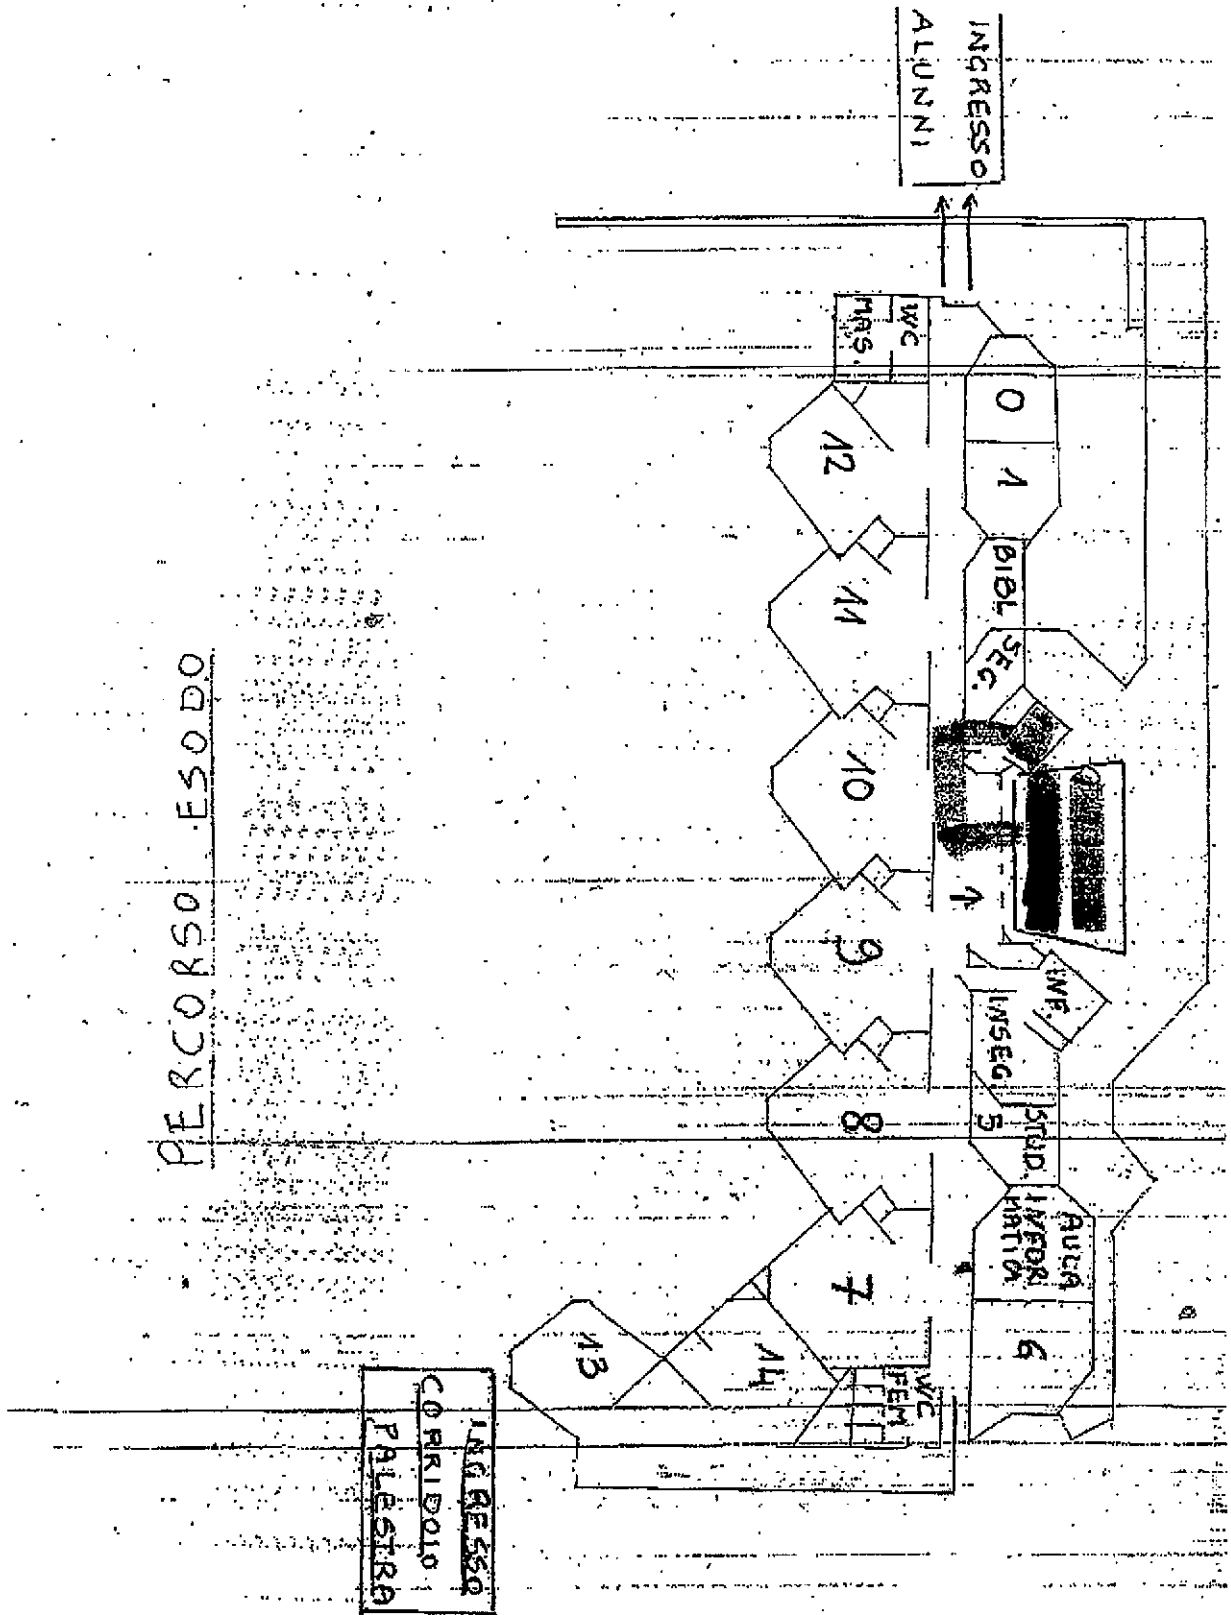 INGRESSO
ALUNNI
0
1
BIBL
SEG.
INF.
INSEG
STUD.
5
AULA
INFOR
MATICA
6
WC
MAS.
12
11
10
9
8
7
WC
FEM
14
13
INGRESSO
CORRIDOIO
PALESTRA
PERCORSO ESODO